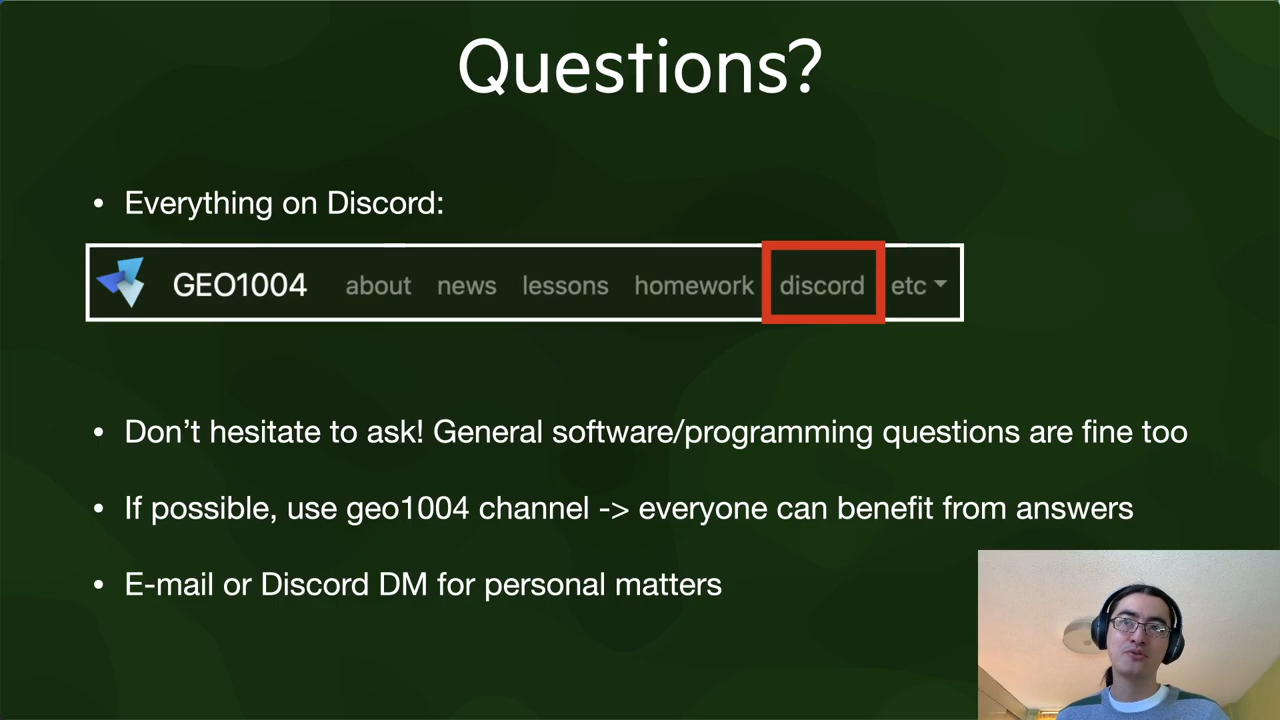 Questions?
• Everything on Discord:
GEO1004 about news lessons homework discord etc
• Don’t hesitate to ask! General software/programming questions are fine too
• If possible, use geo1004 channel -> everyone can benefit from answers
• E-mail or Discord DM for personal matters